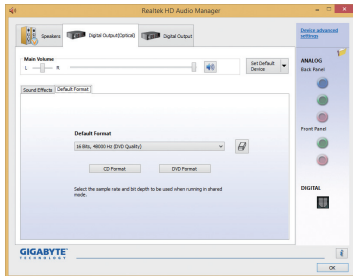 Realtek HD Audio Manager
Speakers
Digital Output(Optical)
Digital Output
Device advanced
settings
Main Volume
L
R
Set Default
Device
ANALOG
Back Panel
Sound Effects
Default Format
Default Format
16 Bits, 48000 Hz (DVD Quality)
CD Format
DVD Format
Select the sample rate and bit depth to be used when running in shared
mode.
Front Panel
DIGITAL
GIGABYTE
TECHNOLOGY
OK